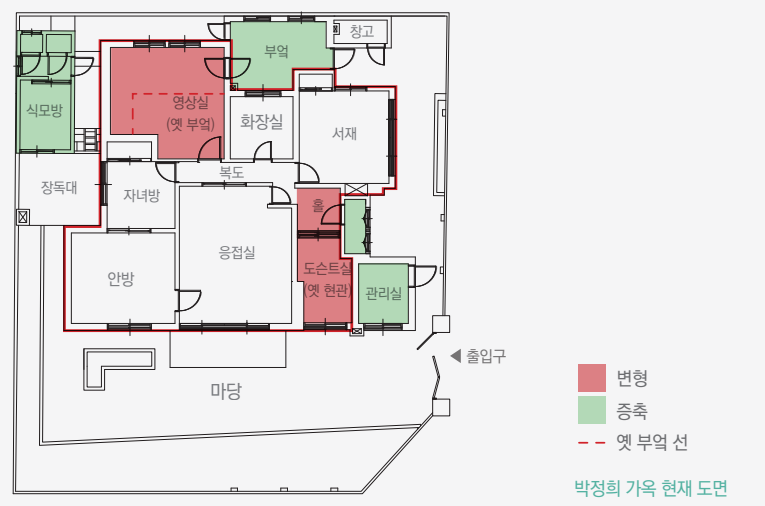 창고
부엌
식모방
영상실
(옛 부엌)
화장실
서재
장독대
자녀방
복도
홀
안방
응접실
도슨트실
(옛 현관)
관리실
출입구
마당
변형
증축
옛 부엌 선
박정희 가옥 현재 도면